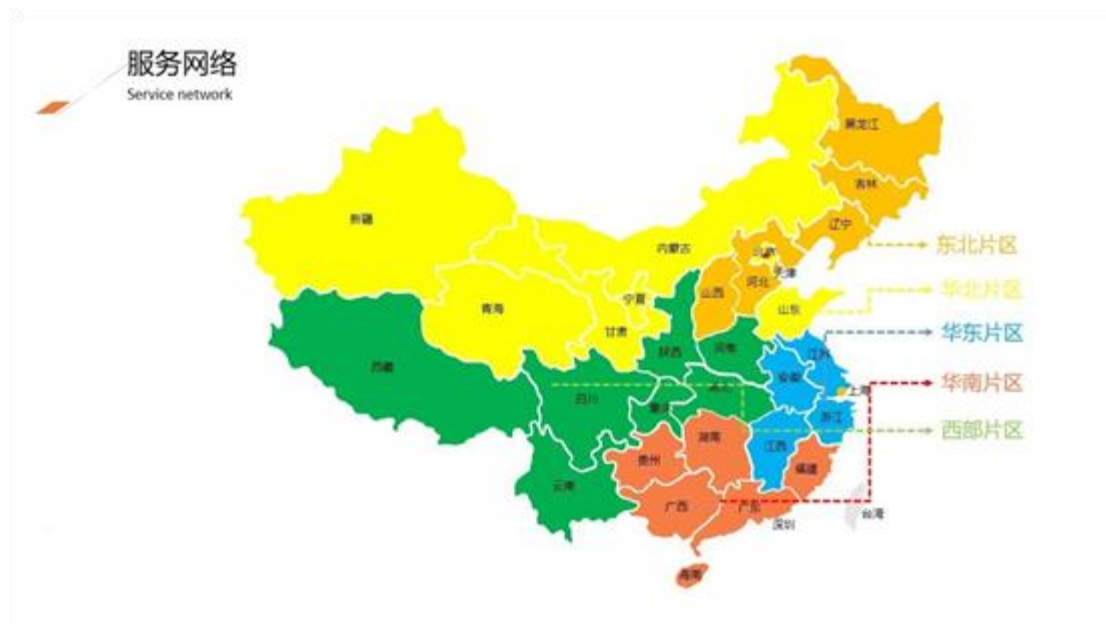 服务网络
Service network
黑龙江
吉林
辽宁
东北片区
新疆
内蒙古
北京
天津
河北
山西
华北片区
宁夏
青海
山东
甘肃
华东片区
陕西
河南
江苏
西藏
安徽
华南片区
上海
四川
重庆
湖北
浙江
西部片区
湖南
江西
贵州
福建
云南
广西
广东
台湾
深圳
海南